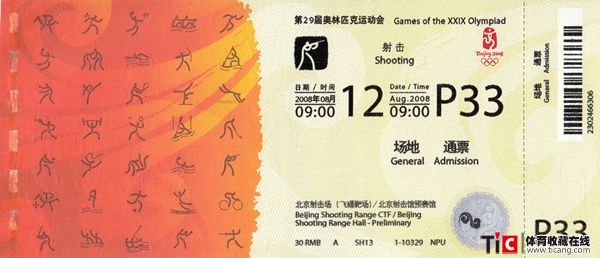 第29届奥林匹克运动会 Games of the XXIX Olympiad
射击
Shooting
Beijing 2008
日期 / 时间
2008年08月
09:00
12
Date / Time
Aug.2008
09:00
P33
场地 通票
General Admission
北京射击场(飞碟靶场)/北京射击馆预赛馆
Beijing Shooting Range CTF / Beijing
Shooting Range Hall - Preliminary
30 RMB A SH13 1-10329 NPU
场地 通票
General Admission
2302466306
P33
TiC 体育收藏在线
www.ticang.com